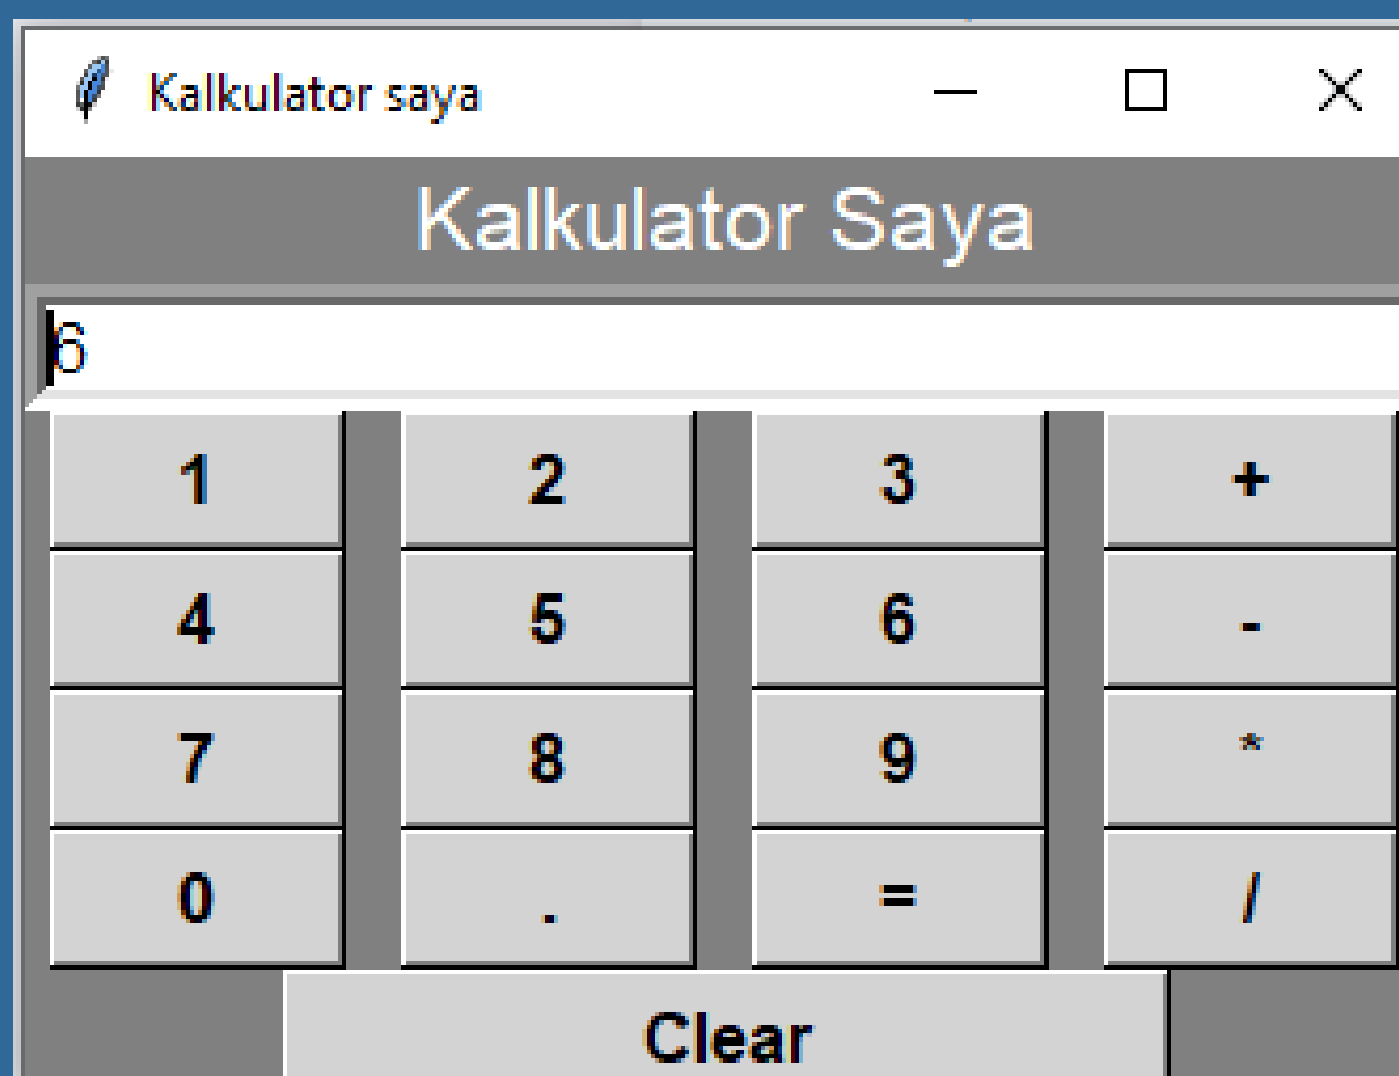 Kalkulator saya
Kalkulator Saya
6
1 2 3 +
4 5 6 -
7 8 9 *
0 . = /
Clear